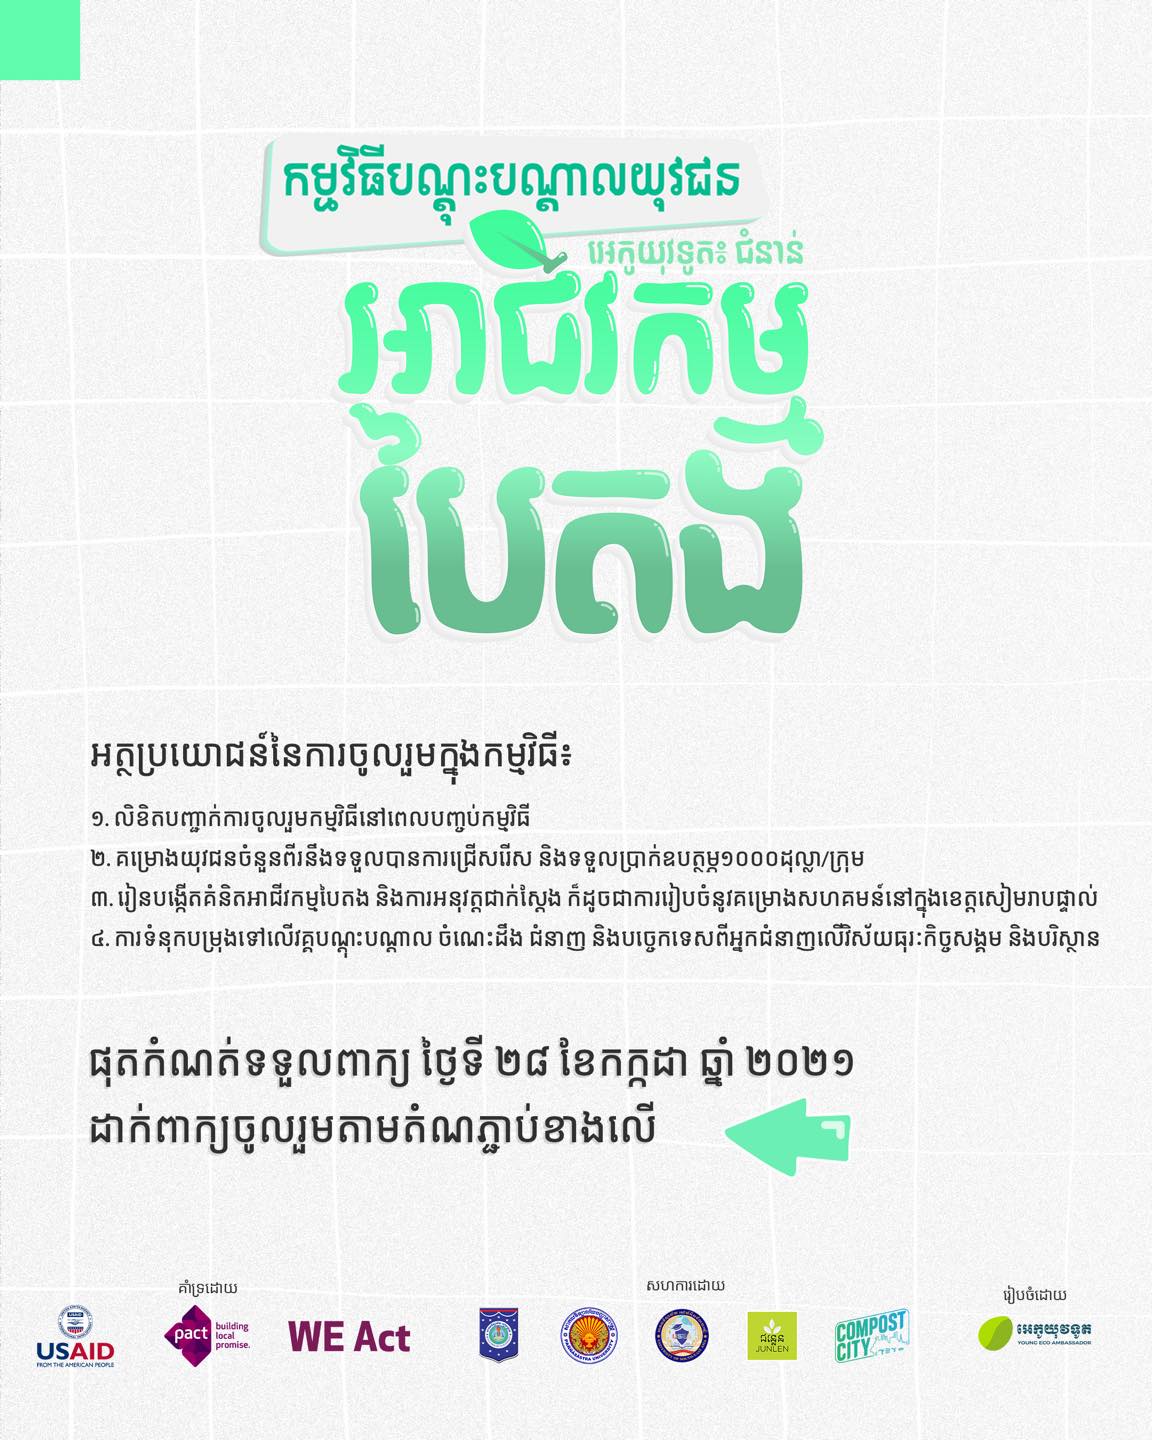 កម្មវិធីបណ្តុះបណ្តាលយុវជន
អេកូយុវទូត៖ ជំនាន់
អាជីវកម្ម
បៃតង
អត្ថប្រយោជន៍នៃការចូលរួមក្នុងកម្មវិធី៖
១. លិខិតបញ្ជាក់ការចូលរួមកម្មវិធីនៅពេលបញ្ចប់កម្មវិធី
២. គម្រោងយុវជនចំនួនពីរនឹងទទួលបានការជ្រើសរើស និងទទួលប្រាក់ឧបត្ថម្ភ១០០០ដុល្លា/ក្រុម
៣. រៀនបង្កើតគំនិតអាជីវកម្មបៃតង និងការអនុវត្តជាក់ស្តែង ក៏ដូចជាការរៀបចំនូវគម្រោងសហគមន៍នៅក្នុងខេត្តសៀមរាបផ្ទាល់
៤. ការទំនុកបម្រុងទៅលើវគ្គបណ្តុះបណ្តាល ចំណេះដឹង ជំនាញ និងបច្ចេកទេសពីអ្នកជំនាញលើវិស័យធុរៈកិច្ចសង្គម និងបរិស្ថាន
ផុតកំណត់ទទួលពាក្យ ថ្ងៃទី ២៨ ខែកក្កដា ឆ្នាំ ២០២១
ដាក់ពាក្យចូលរួមតាមតំណភ្ជាប់ខាងលើ
គាំទ្រដោយ
សហការដោយ
រៀបចំដោយ
USAID
FROM THE AMERICAN PEOPLE
pact
building
local
promise.
WE Act
ជន្លេន
JUNLEN
COMPOST
CITY
អេកូយុវទូត
YOUNG ECO AMBASSADOR